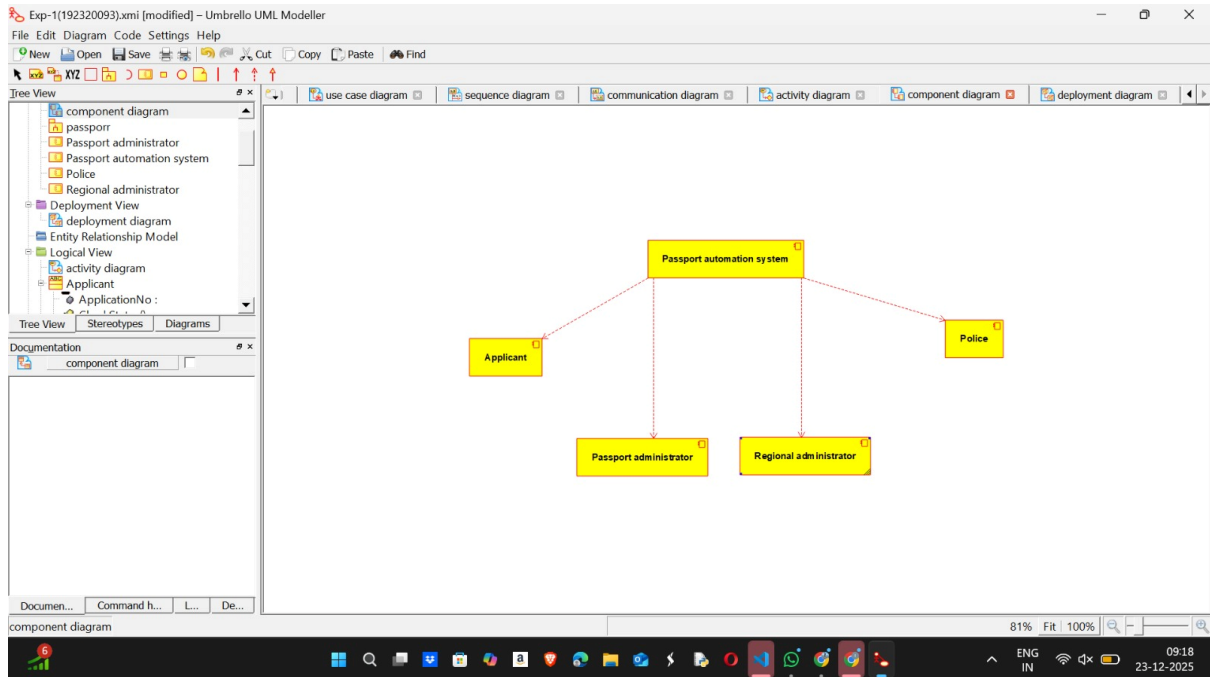 Exp-1(192320093).xmi [modified] – Umbrello UML Modeller
File Edit Diagram Code Settings Help
New Open Save Cut Copy Paste Find
XYZ
Tree View
use case diagram sequence diagram communication diagram activity diagram component diagram deployment diagram
component diagram
passporr
Passport administrator
Passport automation system
Police
Regional administrator
Deployment View
deployment diagram
Entity Relationship Model
Logical View
activity diagram
Applicant
ApplicationNo :
Tree View Stereotypes Diagrams
Documentation
component diagram
Passport automation system
Applicant
Police
Passport administrator
Regional administrator
Documen... Command h... L... De...
component diagram
81% Fit 100%
6
ENG
IN
09:18
23-12-2025